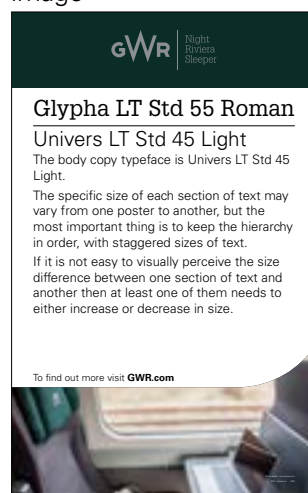 image
GWR
Night
Riviera
Sleeper
Glypha LT Std 55 Roman
Univers LT Std 45 Light
The body copy typeface is Univers LT Std 45
Light.
The specific size of each section of text may
vary from one poster to another, but the
most important thing is to keep the hierarchy
in order, with staggered sizes of text.
If it is not easy to visually perceive the size
difference between one section of text and
another then at least one of them needs to
either increase or decrease in size.
To find out more visit GWR.com